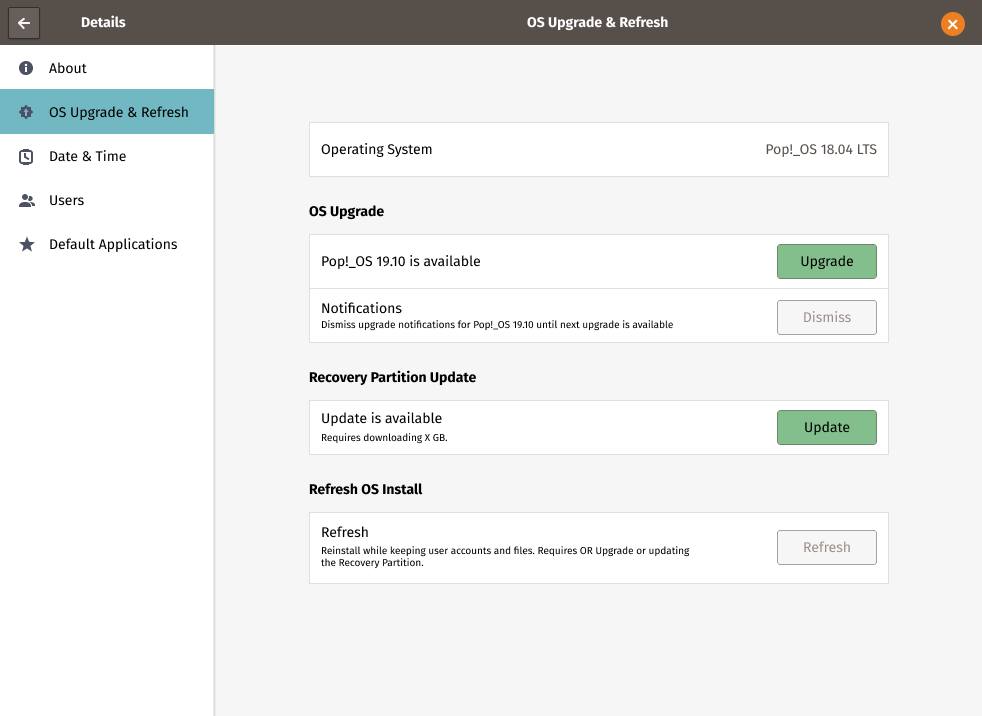 Details
OS Upgrade & Refresh
About
OS Upgrade & Refresh
Date & Time
Users
Default Applications
Operating System
Pop!_OS 18.04 LTS
OS Upgrade
Pop!_OS 19.10 is available
Upgrade
Notifications
Dismiss upgrade notifications for Pop!_OS 19.10 until next upgrade is available
Dismiss
Recovery Partition Update
Update is available
Requires downloading X GB.
Update
Refresh OS Install
Refresh
Reinstall while keeping user accounts and files. Requires OR Upgrade or updating
the Recovery Partition.
Refresh